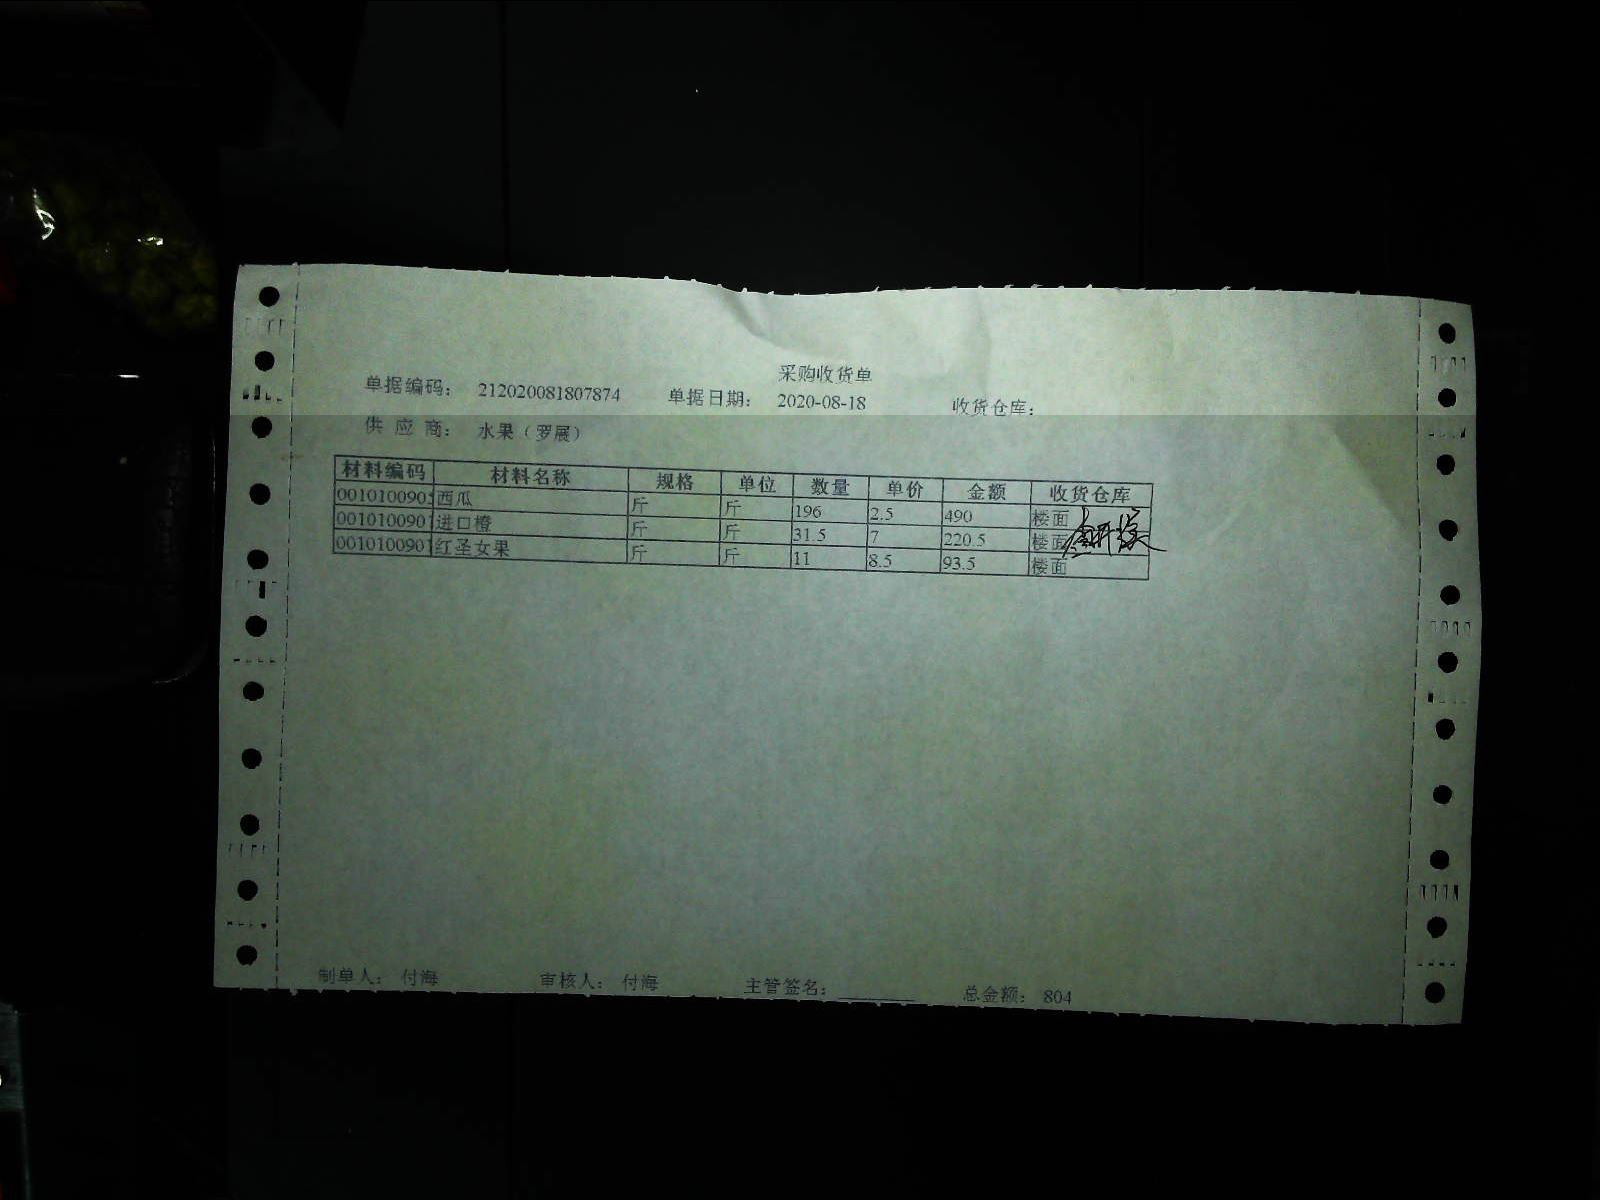 采购收货单
单据编码： 212020081807874 单据日期： 2020-08-18 收货仓库：
供 应 商： 水果（罗展）
材料编码 材料名称 规格 单位 数量 单价 金额 收货仓库
001010090 西瓜 斤 斤 196 2.5 490 楼面
001010090 进口橙 斤 斤 31.5 7 220.5 楼面
001010090 红圣女果 斤 斤 11 8.5 93.5 楼面
制单人： 付海 审核人： 付海 主管签名： 总金额： 804